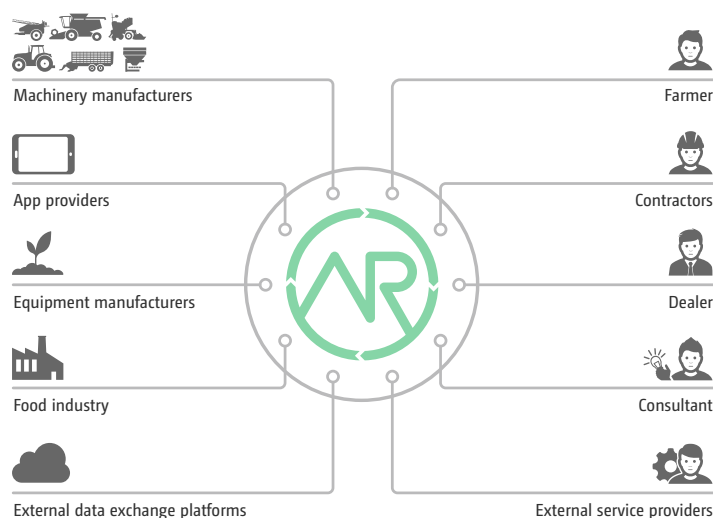 Machinery manufacturers
Farmer
App providers
Contractors
AR
Equipment manufacturers
Dealer
Food industry
Consultant
External data exchange platforms
External service providers